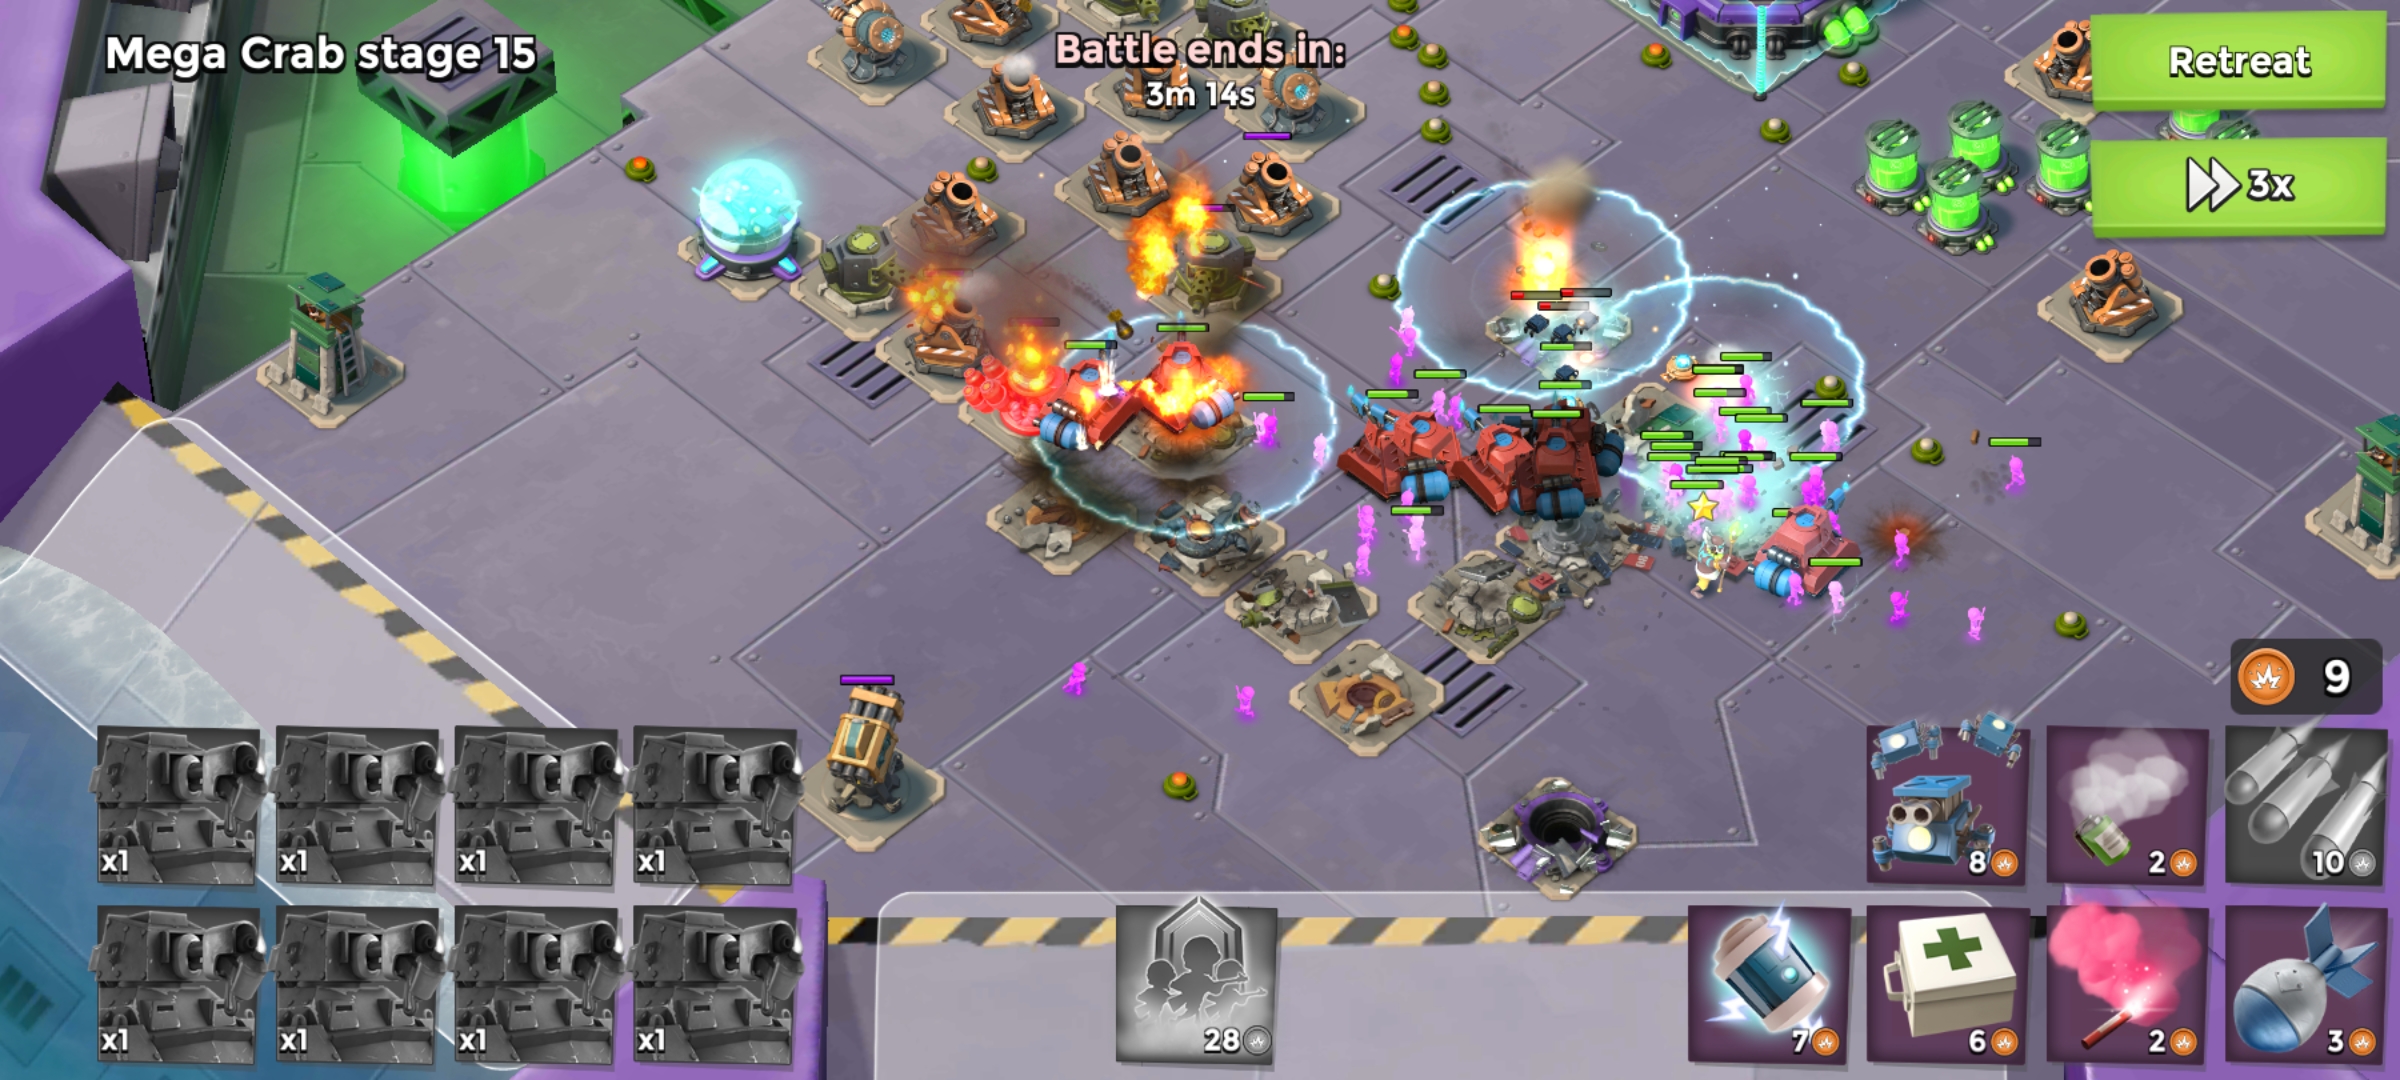 Mega Crab stage 15
Battle ends in:
3m 14s
Retreat
3x
9
x1
x1
x1
x1
8
2
10
x1
x1
x1
x1
28
7
6
2
3